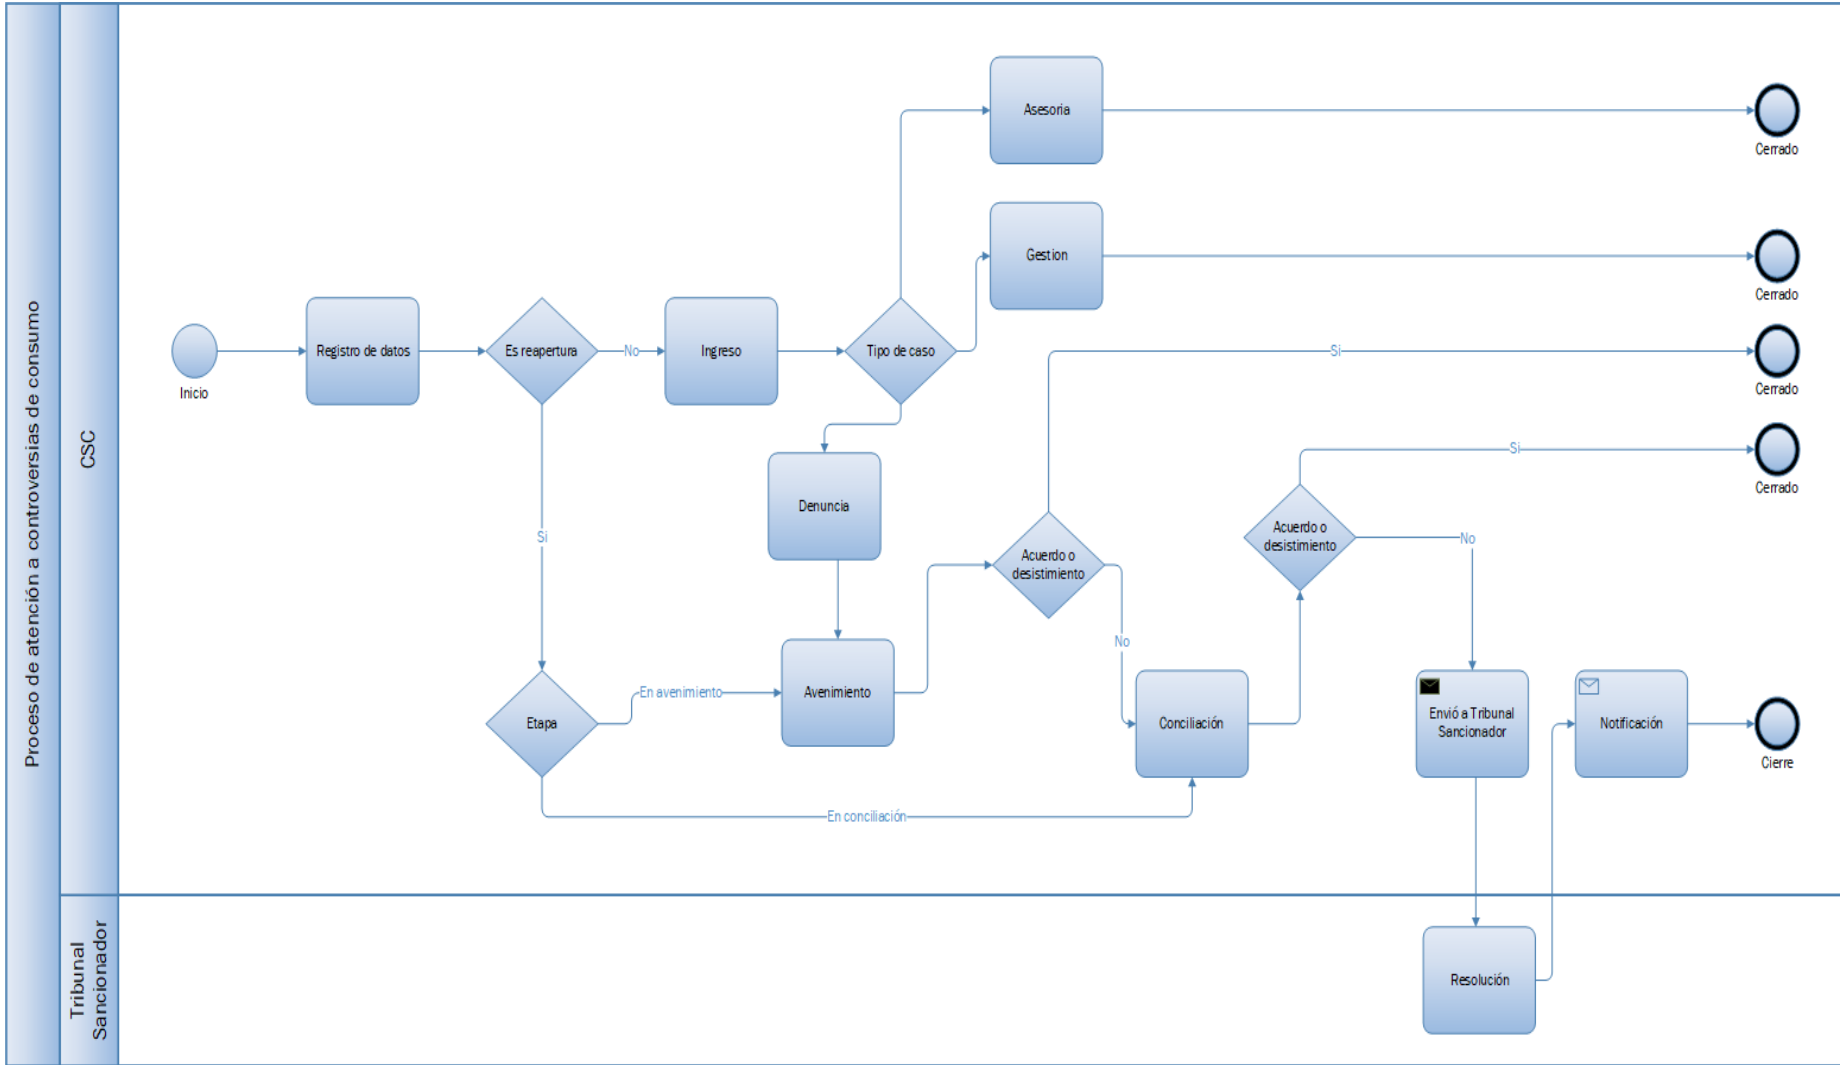 Proceso de atención a controversias de consumo
CSC
Asesoria
Cerrado
Gestion
Cerrado
Inicio
Registro de datos
Es reapertura
No
Ingreso
Tipo de caso
Si
Cerrado
Si
Cerrado
Denuncia
Si
Acuerdo o
desistimiento
Acuerdo o
desistimiento
No
No
Etapa
En avenimiento
Avenimiento
Conciliación
Envió a Tribunal
Sancionador
Notificación
Cierre
En conciliación
Tribunal
Sancionador
Resolución